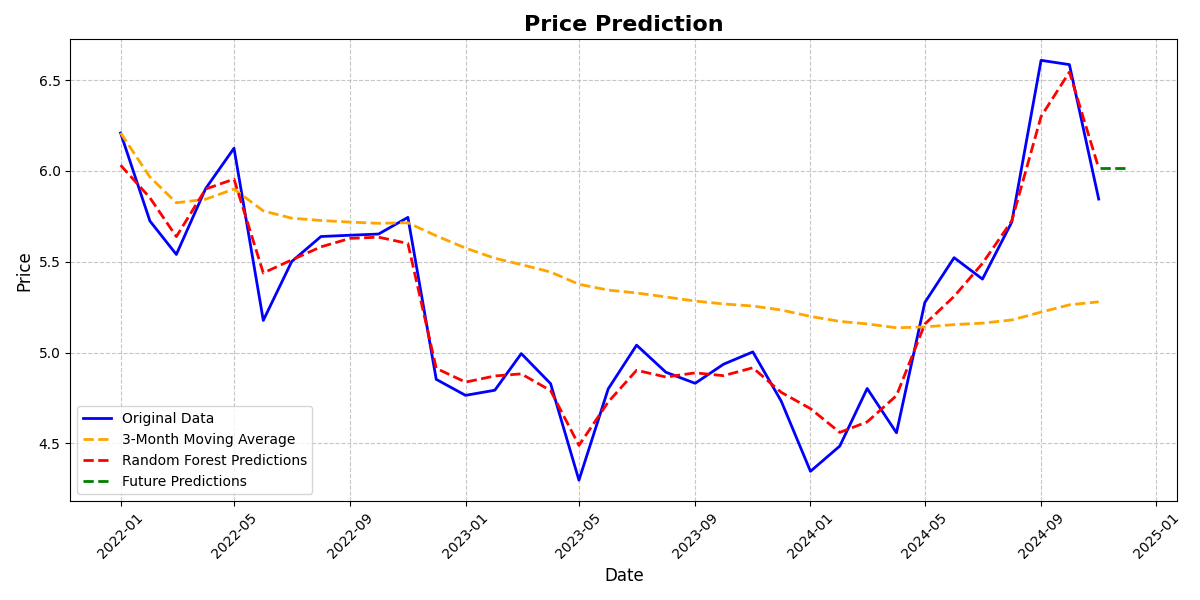 Price Prediction
Price
6.5
6.0
5.5
5.0
4.5
Original Data
3-Month Moving Average
Random Forest Predictions
Future Predictions
2022-01
2022-05
2022-09
2023-01
2023-05
2023-09
2024-01
2024-05
2024-09
2025-01
Date